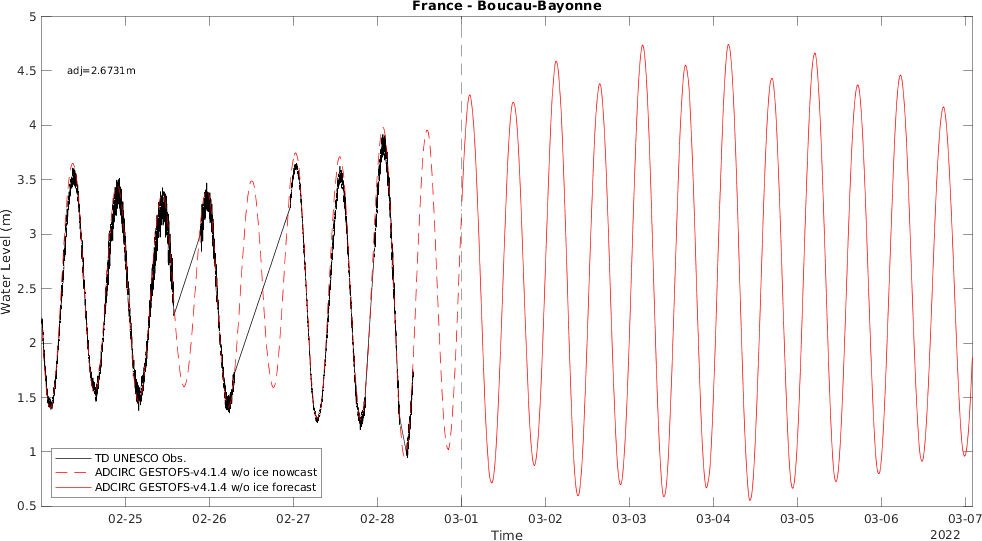 France - Boucau-Bayonne
adj=2.6731m
5
4.5
4
3.5
3
2.5
2
1.5
1
0.5
Water Level (m)
TD UNESCO Obs.
ADCIRC GESTOFS-v4.1.4 w/o ice nowcast
ADCIRC GESTOFS-v4.1.4 w/o ice forecast
02-25 02-26 02-27 02-28 03-01 03-02 03-03 03-04 03-05 03-06 03-07
Time
2022